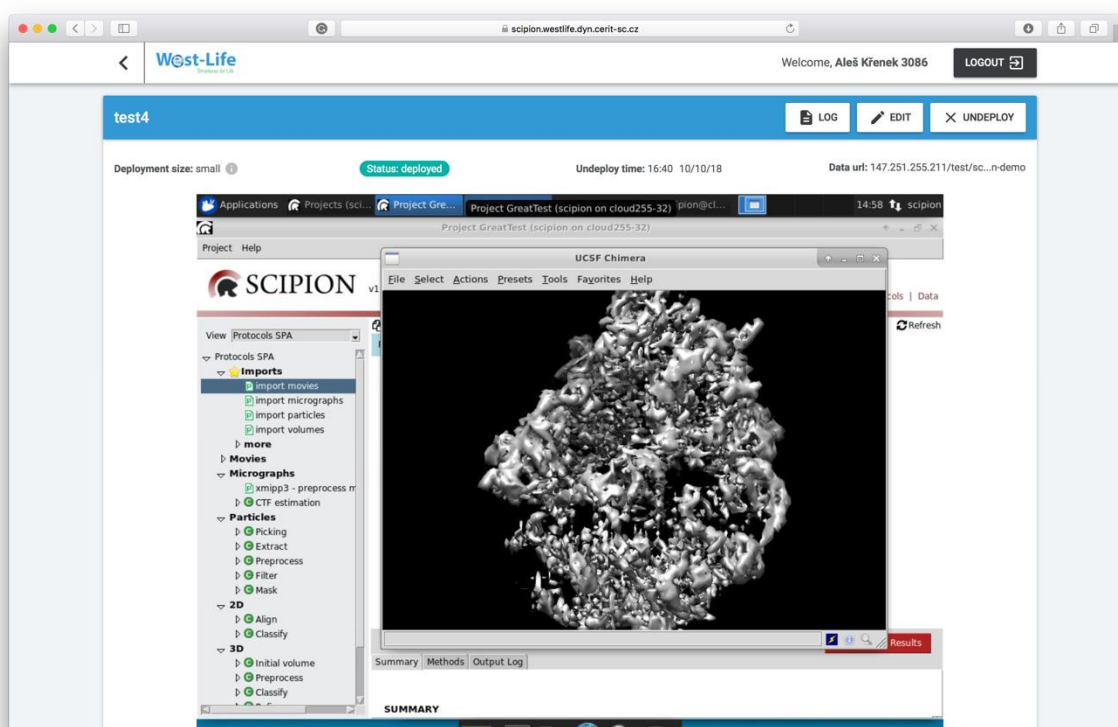 scipion.westlife.dyn.cerit-sc.cz
West-Life
Structures for Life
Welcome, Aleš Křenek 3086
LOGOUT
test4
LOG
EDIT
UNDEPLOY
Deployment size: small
Status: deployed
Undeploy time: 16:40 10/10/18
Data url: 147.251.255.211/test/sc...n-demo
Applications
Projects (sci...
Project Gre...
Project GreatTest (scipion on cloud255-32)
pion@cl...
14:58
scipion
Project GreatTest (scipion on cloud255-32)
Project Help
UCSF Chimera
File Select Actions Presets Tools Favorites Help
SCIPION
v1
cols | Data
View Protocols SPA
Refresh
Protocols SPA
Imports
import movies
import micrographs
import particles
import volumes
more
Movies
Micrographs
xmipp3 - preprocess m
CTF estimation
Particles
Picking
Extract
Preprocess
Filter
Mask
2D
Align
Classify
3D
Initial volume
Preprocess
Classify
Results
Summary Methods Output Log
SUMMARY